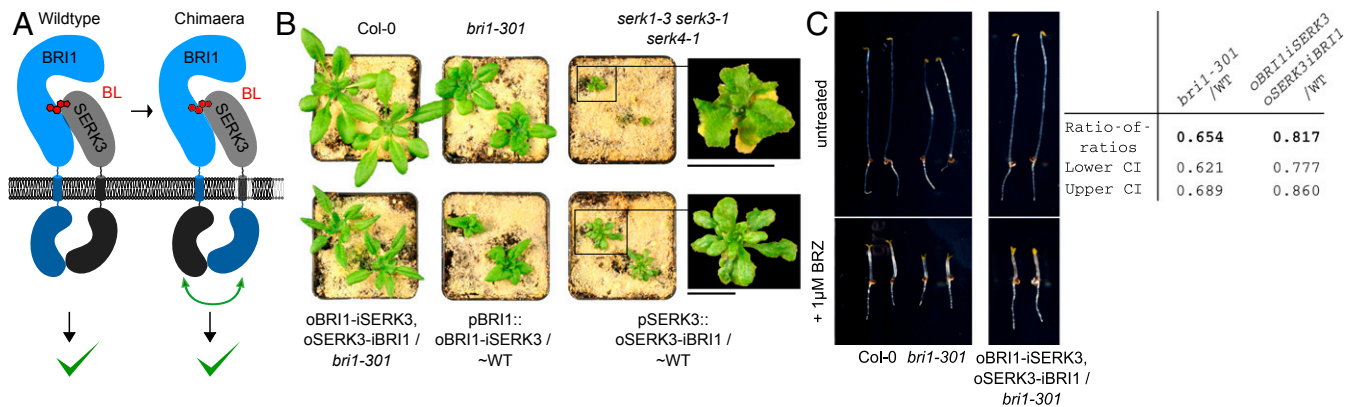 A
Wildtype
Chimaera
BRI1
BL
SERK3
BRI1
BL
SERK3
B
Col-0
bri1-301
serk1-3 serk3-1
serk4-1
oBRI1-iSERK3,
oSERK3-iBRI1 /
bri1-301
pBRI1::
oBRI1-iSERK3 /
~WT
pSERK3::
oSERK3-iBRI1 /
~WT
C
untreated
+ 1µM BRZ
Col-0
bri1-301
oBRI1-iSERK3,
oSERK3-iBRI1 /
bri1-301
bri1-301
/WT
oBRI1iSERK3
oSERK3iBRI1
/WT
Ratio-of-
ratios
0.654
0.817
Lower CI
0.621
0.777
Upper CI
0.689
0.860